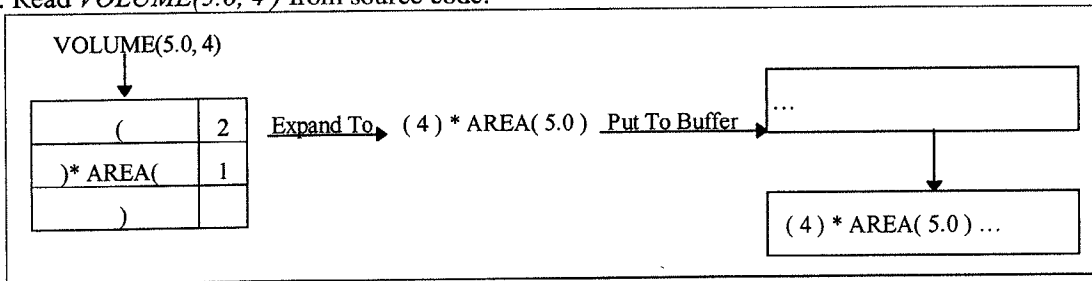 . Read VOLUME(5.0, 4 ) from source code:
VOLUME(5.0, 4)
( 2 Expand To ( 4 ) * AREA( 5.0 ) Put To Buffer ...
)* AREA( 1
)
( 4 ) * AREA( 5.0 ) ...